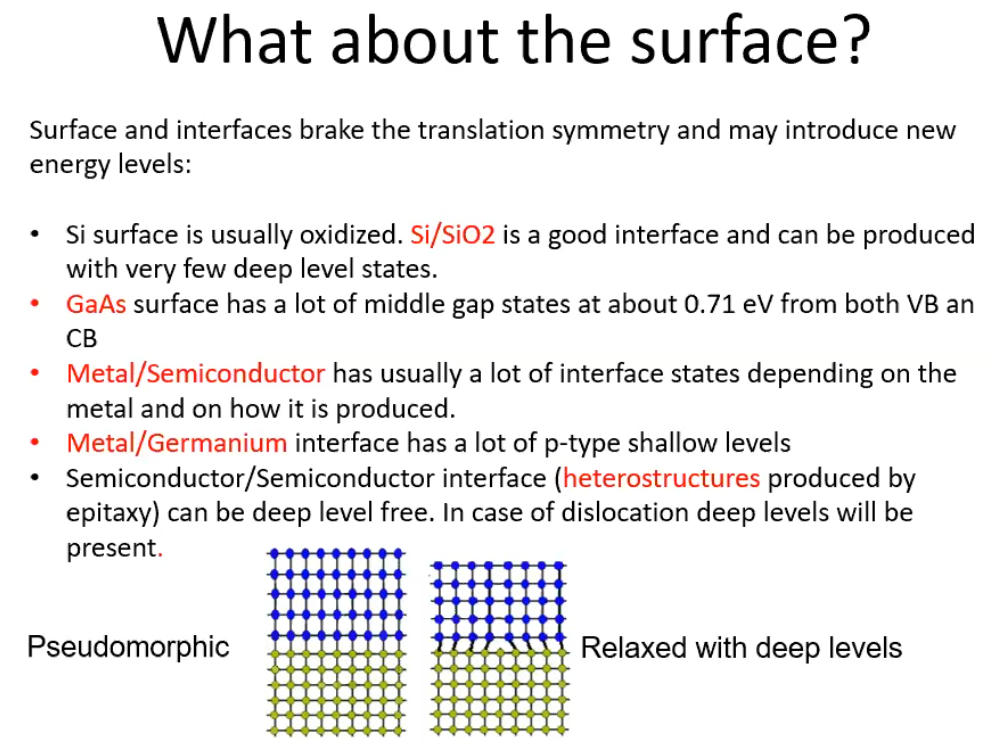 What about the surface?
Surface and interfaces brake the translation symmetry and may introduce new
energy levels:
• Si surface is usually oxidized. Si/SiO2 is a good interface and can be produced
with very few deep level states.
• GaAs surface has a lot of middle gap states at about 0.71 eV from both VB an
CB
• Metal/Semiconductor has usually a lot of interface states depending on the
metal and on how it is produced.
• Metal/Germanium interface has a lot of p-type shallow levels
• Semiconductor/Semiconductor interface (heterostructures produced by
epitaxy) can be deep level free. In case of dislocation deep levels will be
present.
Pseudomorphic
Relaxed with deep levels